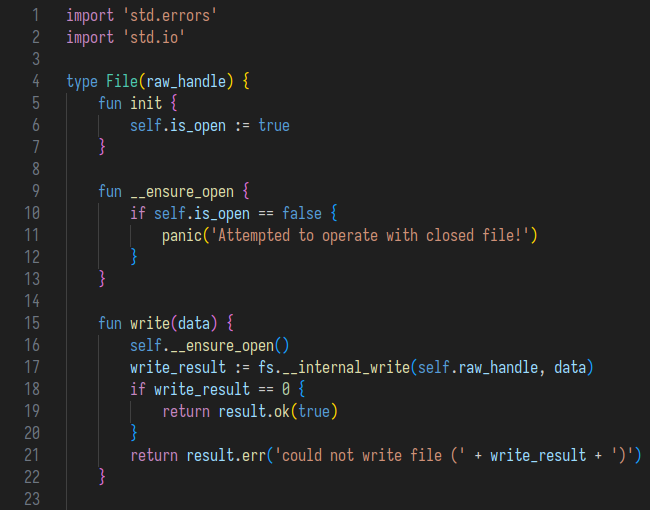 1 import 'std.errors'
2 import 'std.io'
3
4 type File(raw_handle) {
5     fun init {
6         self.is_open := true
7     }
8
9     fun __ensure_open {
10         if self.is_open == false {
11             panic('Attempted to operate with closed file!')
12         }
13     }
14
15     fun write(data) {
16         self.__ensure_open()
17         write_result := fs.__internal_write(self.raw_handle, data)
18         if write_result == 0 {
19             return result.ok(true)
20         }
21         return result.err('could not write file (' + write_result + ')')
22     }
23